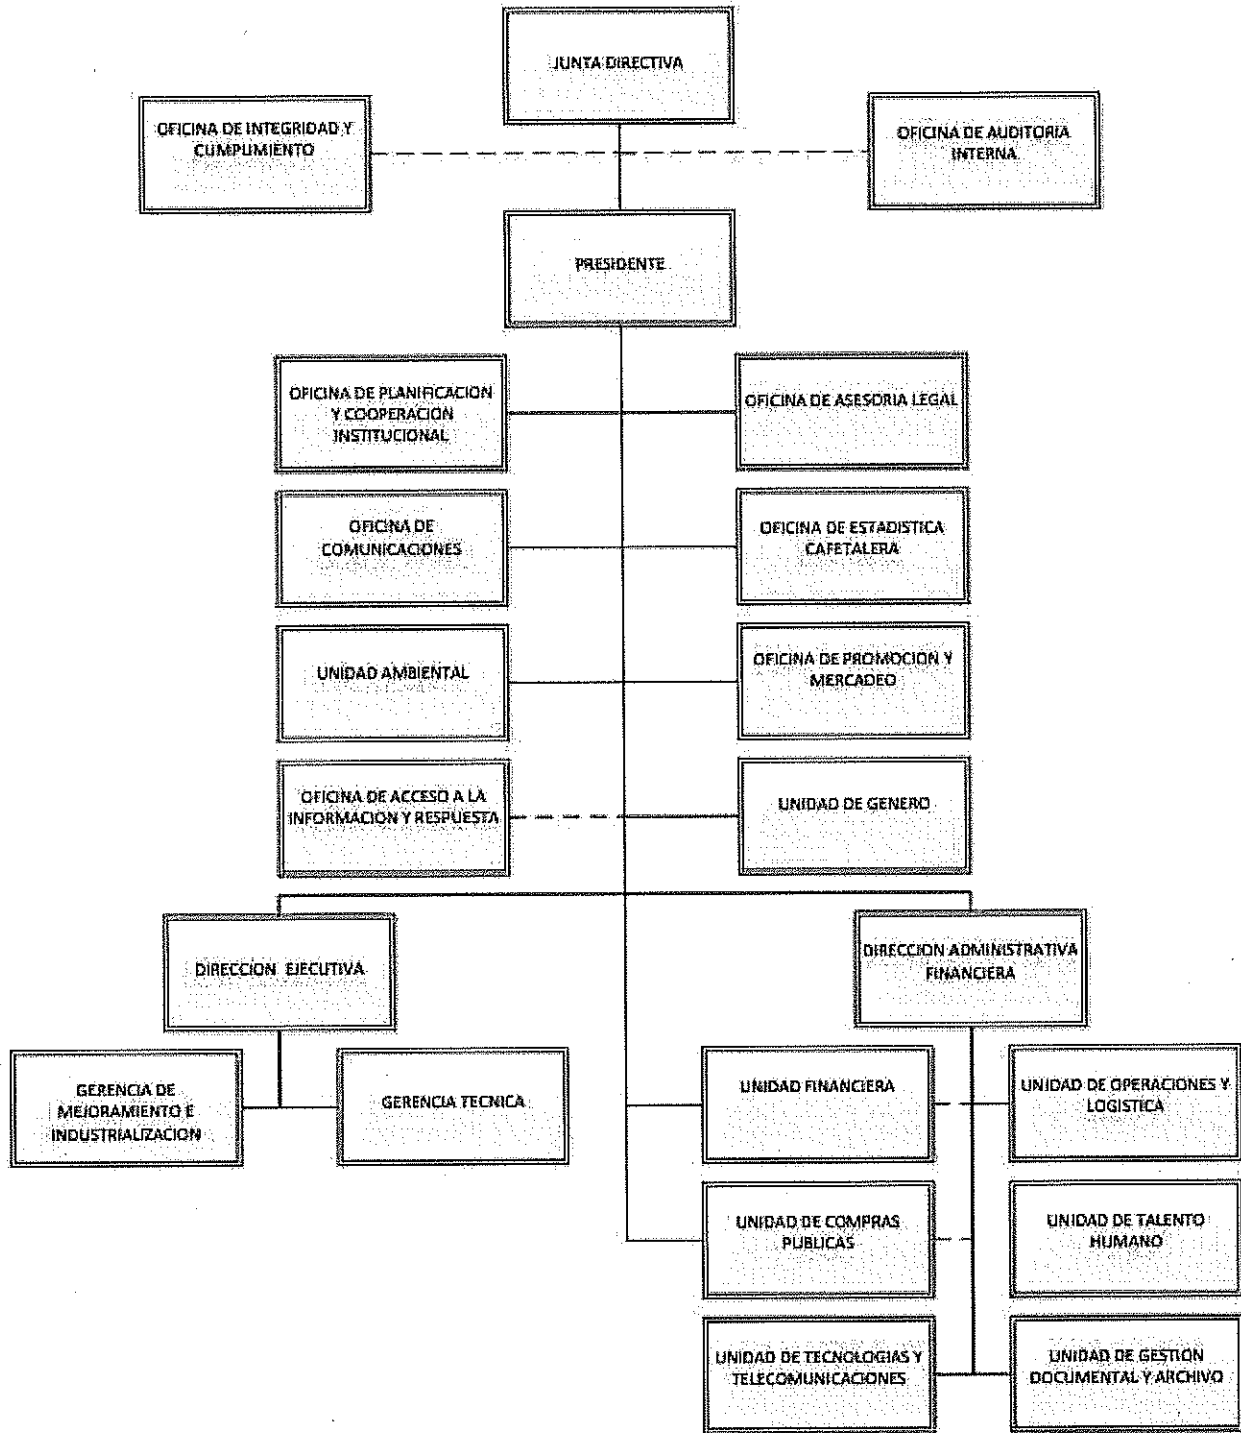 JUNTA DIRECTIVA
OFICINA DE INTEGRIDAD Y
CUMPUMIENTO
OFICINA DE AUDITORIA
INTERNA.
PRESIDENTE
OFICINA DE PLANIFICACION
Y COOPERACION
INSTITUCIONAL
OFICINA DE ASESORIA LEGAL
OFICINA DE
COMUNICACIONES
OFICINA DE ESTADISTICA
CAFETALERA
UNIDAD AMBIENTAL
OFICINA DE PROMOCION Y
MERCADEO
OFICINA DE ACCESO A LA
INFORMACION Y RESPUESTA
UNIDAD DE GENERO
DIRECCION EJECUTIVA
DIRECCION ADMINISTRATIVA
FINANCIERA
GERENCIA DE
MEJORAMIENTO E
INDUSTRIALIZACION
GERENCIA TECNICA
UNIDAD FINANCIERA
UNIDAD DE OPERACIONES Y
LOGISTICA
UNIDAD DE COMPRAS
PUBLICAS
UNIDAD DE TALENTO
HUMANO
UNIDAD DE TECNOLOGIAS Y
TELECOMUNICACIONES
UNIDAD DE GESTION
DOCUMENTAL Y ARCHIVO